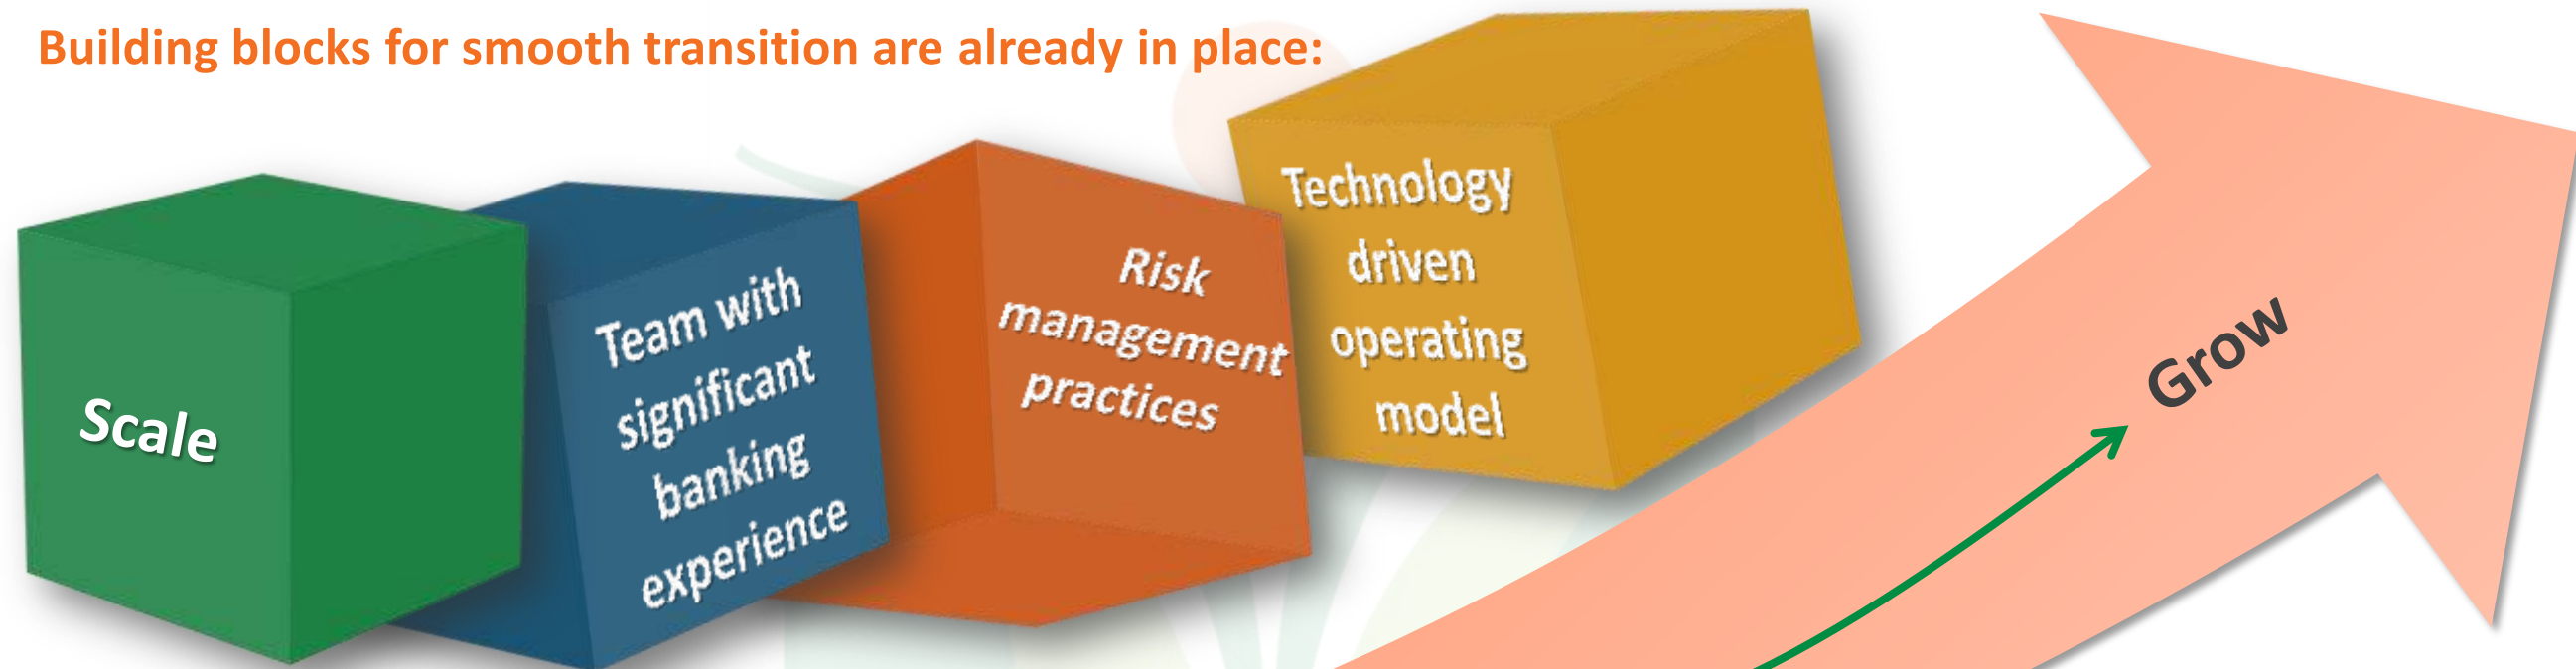 Building blocks for smooth transition are already in place:
Scale
Team with
significant
banking
experience
Risk
management
practices
Technology
driven
operating
model
Grow